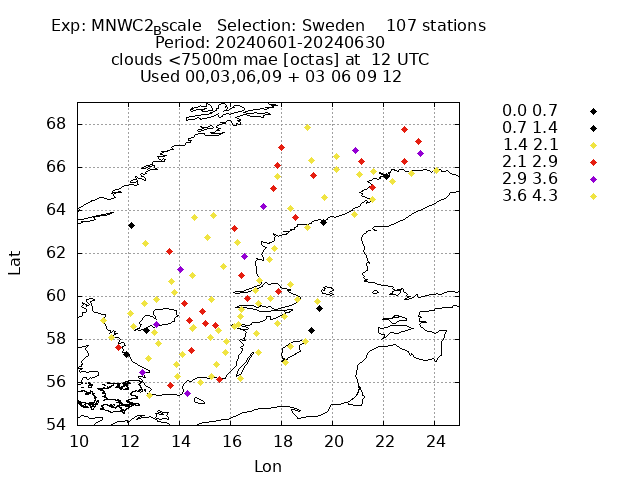 Exp: MNWC2Bscale Selection: Sweden 107 stations
Period: 20240601-20240630
clouds <7500m mae [octas] at 12 UTC
Used 00,03,06,09 + 03 06 09 12
0.0 0.7
0.7 1.4
1.4 2.1
2.1 2.9
2.9 3.6
3.6 4.3
68
66
64
62
60
58
56
54
Lat
10 12 14 16 18 20 22 24
Lon